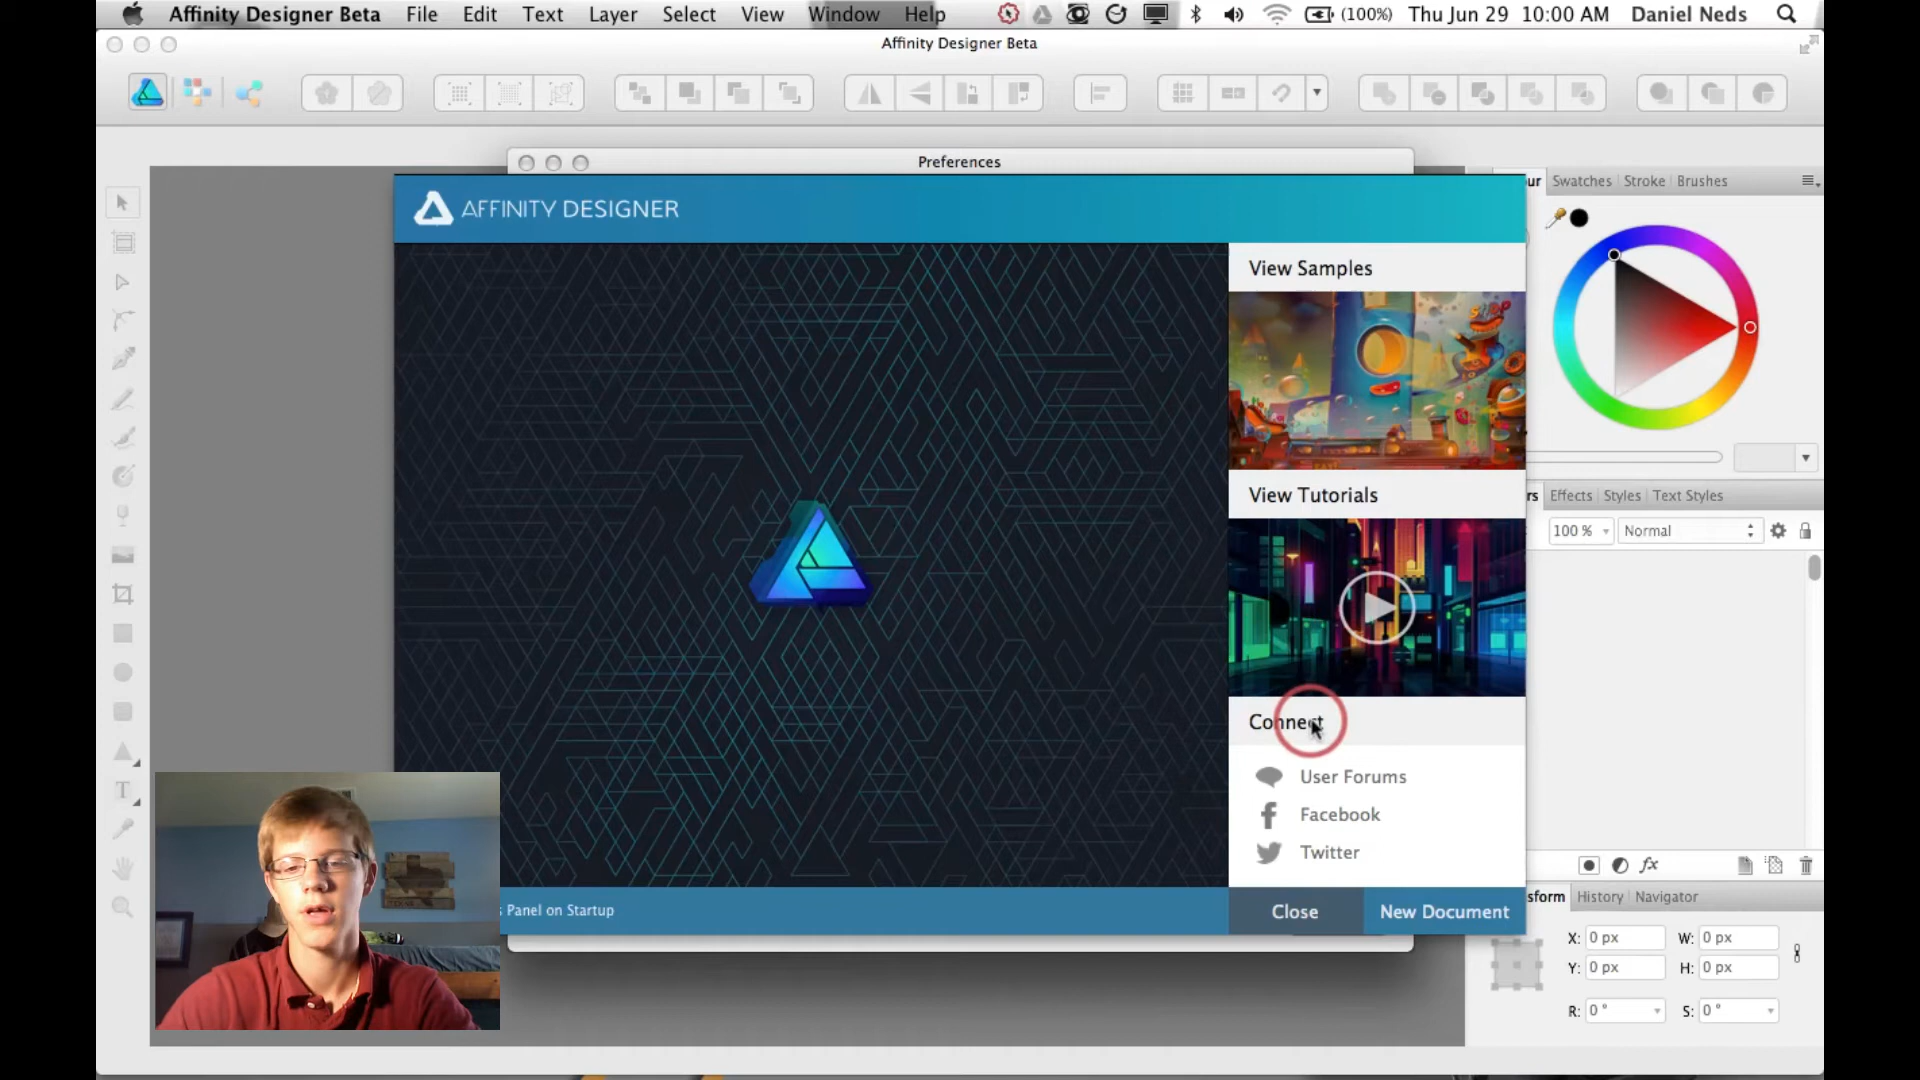 Affinity Designer Beta File Edit Text Layer Select View Window Help (100%) Thu Jun 29 10:00 AM Daniel Neds
Affinity Designer Beta
Preferences
AFFINITY DESIGNER
ur Swatches Stroke Brushes
View Samples
View Tutorials
rs Effects Styles Text Styles
100 % Normal
Connect
User Forums
Facebook
Twitter
fx
s Panel on Startup
Close New Document
sform History Navigator
X: 0 px W: 0 px
Y: 0 px H: 0 px
R: 0 ° S: 0 °